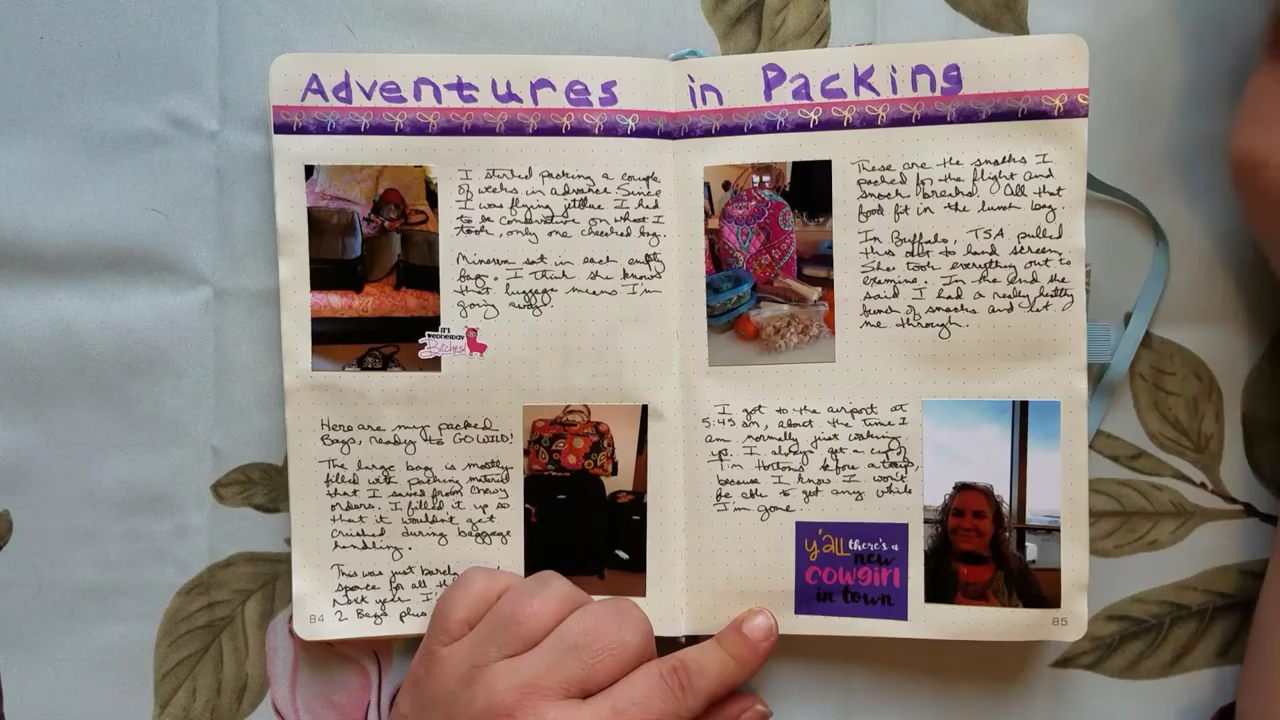 Adventures in Packing
I started packing a couple
of weeks in advance. Since
I was flying jetBlue I had
to be conservative on what I
took, only one checked bag.
Minerva sat in each empty
bag. I think she knows
that luggage means I'm
going away.
IT'S
WEDNESDAY
Bitches!
Here are my packed
Bags, ready to GO WILD!
The large bag is mostly
filled with packing material
that I saved from Chewy
orders. I filled it up so
that it wouldn't get
crushed during baggage
handling.
This was just barely
space for all
Next year I'
2 Bags plus
84
These are the snacks I
packed for the flight and
snack breaks. All that
food fit in the lunch bag.
In Buffalo, TSA pulled
this out to hand screen.
She took everything out to
examine. In the end she
said I had a really healthy
bunch of snacks and let
me through.
I got to the airport at
5:45 am, about the time I
am normally just waking
up. I always get a cup of
Tim Hortons before a trip,
because I know I won't
be able to get any while
I'm gone.
y'all there's a
new
cowgirl
in town
85